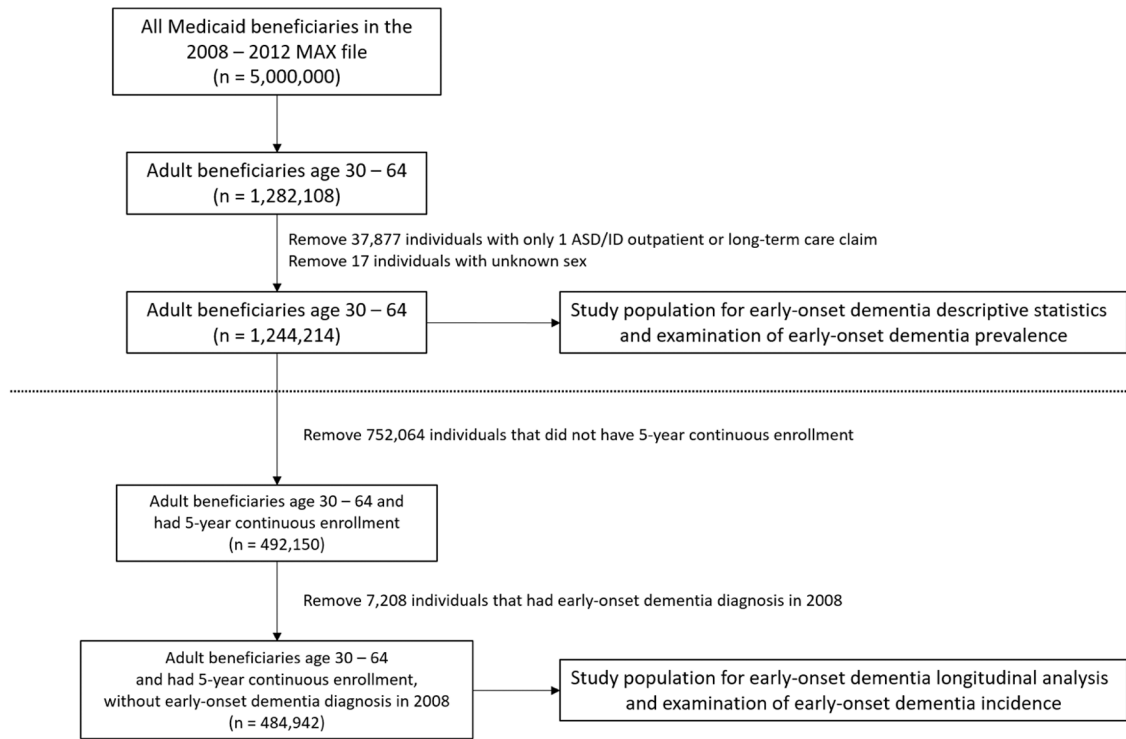 All Medicaid beneficiaries in the
2008 – 2012 MAX file
(n = 5,000,000)
Adult beneficiaries age 30 – 64
(n = 1,282,108)
Remove 37,877 individuals with only 1 ASD/ID outpatient or long-term care claim
Remove 17 individuals with unknown sex
Adult beneficiaries age 30 – 64
(n = 1,244,214)
Study population for early-onset dementia descriptive statistics
and examination of early-onset dementia prevalence
Remove 752,064 individuals that did not have 5-year continuous enrollment
Adult beneficiaries age 30 – 64 and
had 5-year continuous enrollment
(n = 492,150)
Remove 7,208 individuals that had early-onset dementia diagnosis in 2008
Adult beneficiaries age 30 – 64
and had 5-year continuous enrollment,
without early-onset dementia diagnosis in 2008
(n = 484,942)
Study population for early-onset dementia longitudinal analysis
and examination of early-onset dementia incidence